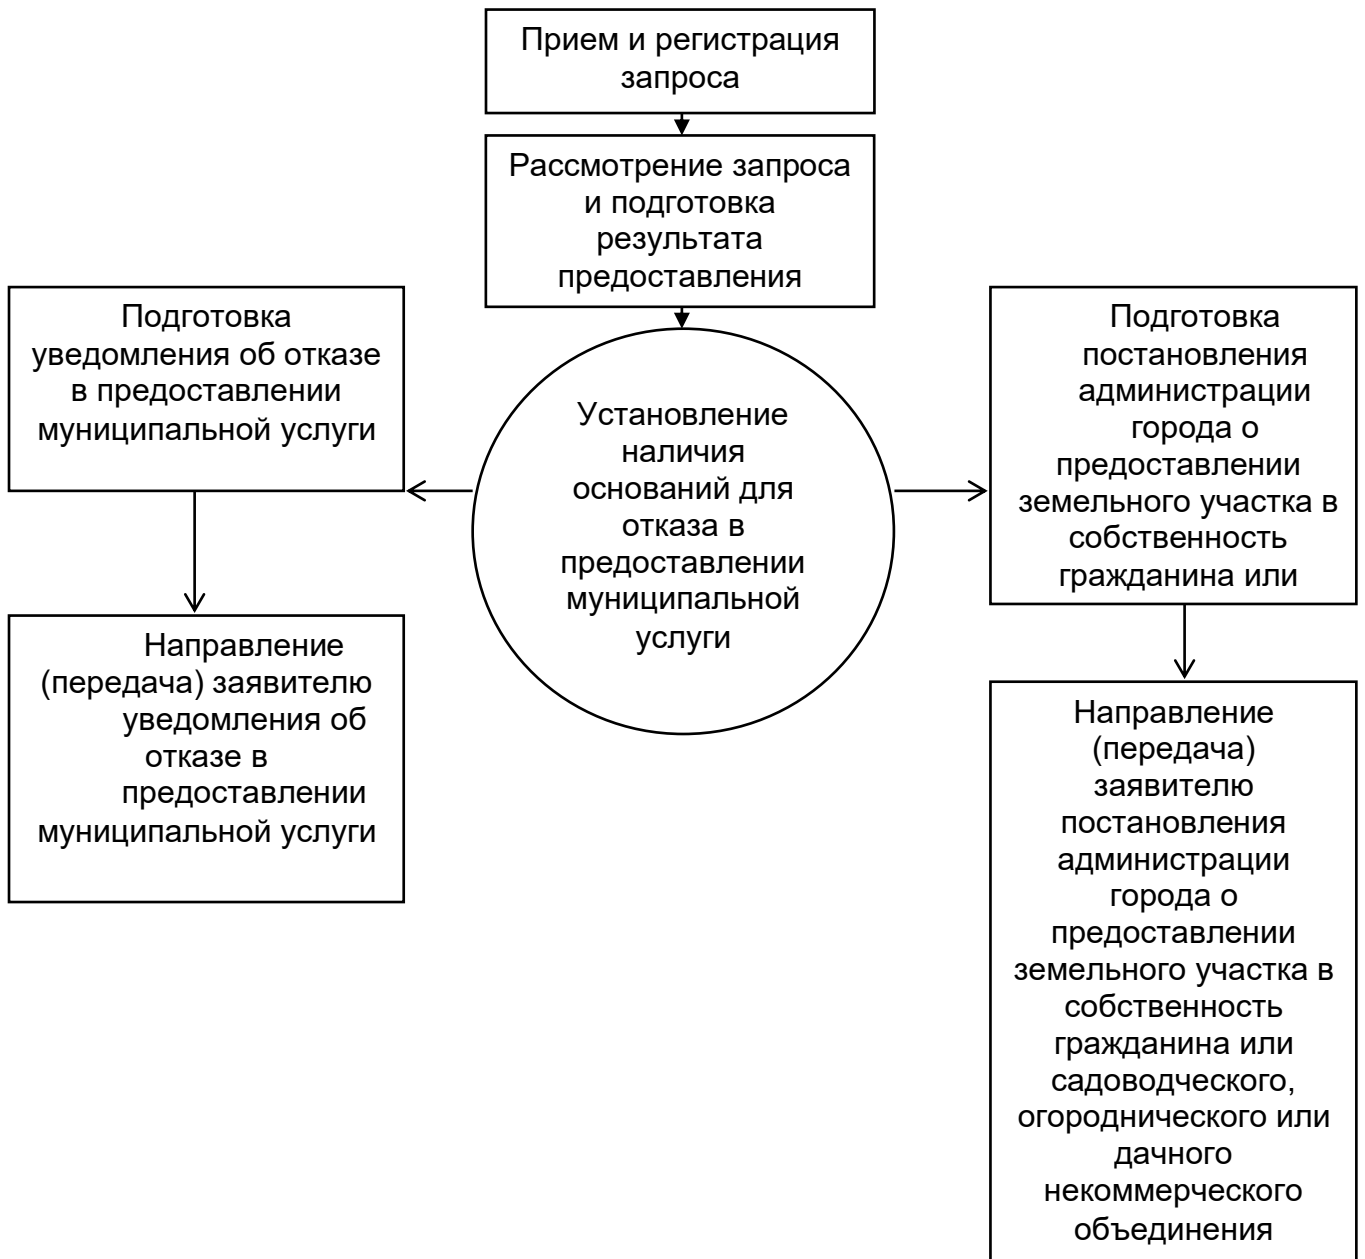 Прием и регистрация
запроса
Рассмотрение запроса
и подготовка
результата
предоставления
Подготовка
уведомления об отказе
в предоставлении
муниципальной услуги
Установление
наличия
оснований для
отказа в
предоставлении
муниципальной
услуги
Подготовка
постановления
администрации
города о
предоставлении
земельного участка в
собственность
гражданина или
Направление
(передача) заявителю
уведомления об
отказе в
предоставлении
муниципальной услуги
Направление
(передача)
заявителю
постановления
администрации
города о
предоставлении
земельного участка в
собственность
гражданина или
садоводческого,
огороднического или
дачного
некоммерческого
объединения